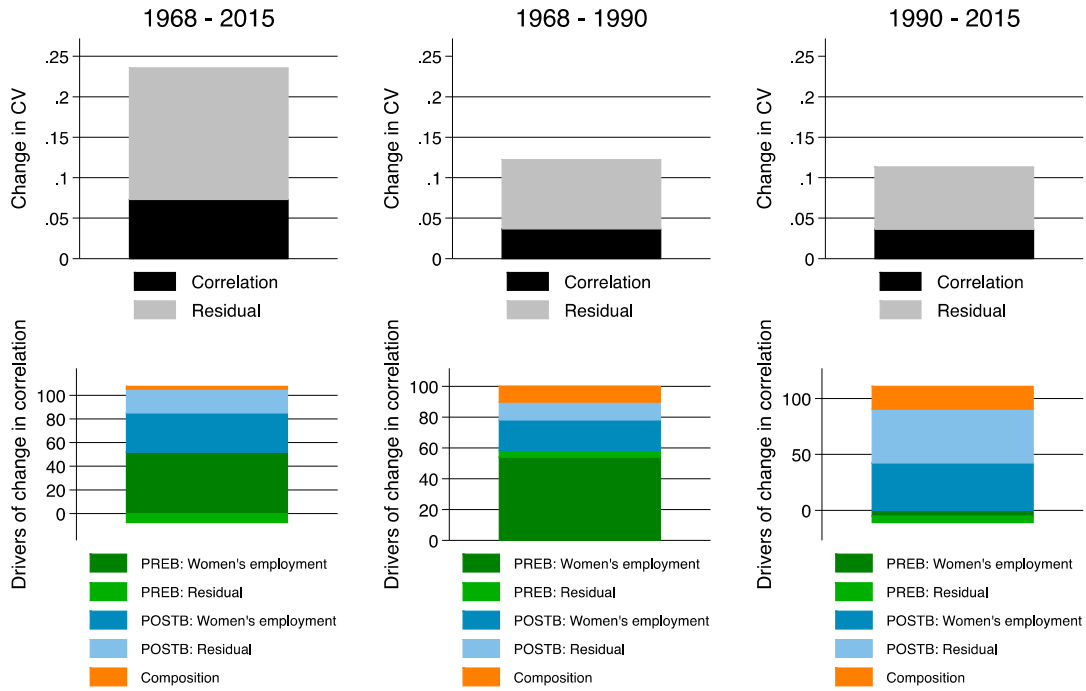 1968 - 2015
1968 - 1990
1990 - 2015
Change in CV
.25
.2
.15
.1
.05
0
Correlation
Residual
Change in CV
.25
.2
.15
.1
.05
0
Correlation
Residual
Change in CV
.25
.2
.15
.1
.05
0
Correlation
Residual
Drivers of change in correlation
100
80
60
40
20
0
PREB: Women's employment
PREB: Residual
POSTB: Women's employment
POSTB: Residual
Composition
Drivers of change in correlation
100
80
60
40
20
0
PREB: Women's employment
PREB: Residual
POSTB: Women's employment
POSTB: Residual
Composition
Drivers of change in correlation
100
50
0
PREB: Women's employment
PREB: Residual
POSTB: Women's employment
POSTB: Residual
Composition